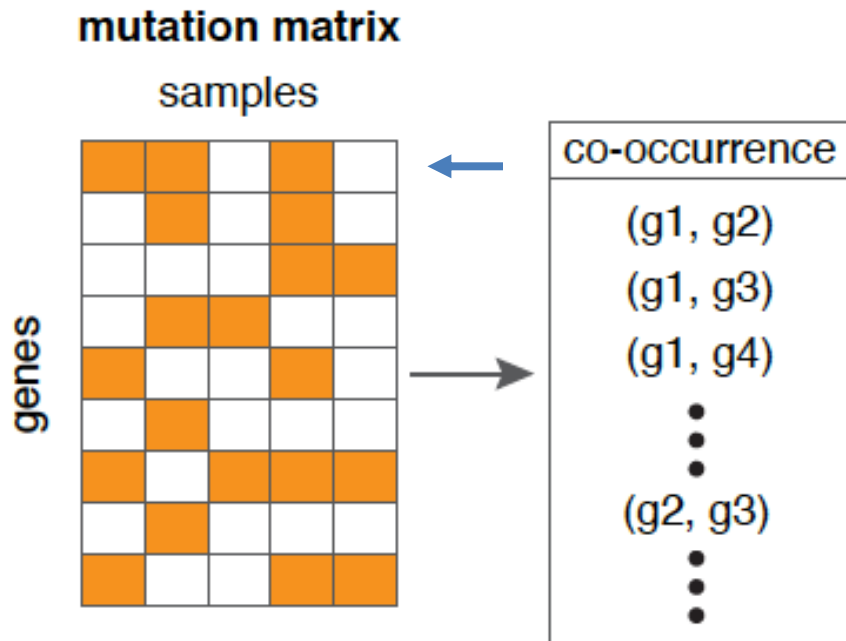 mutation matrix
samples
genes
co-occurrence
(g1, g2)
(g1, g3)
(g1, g4)
(g2, g3)